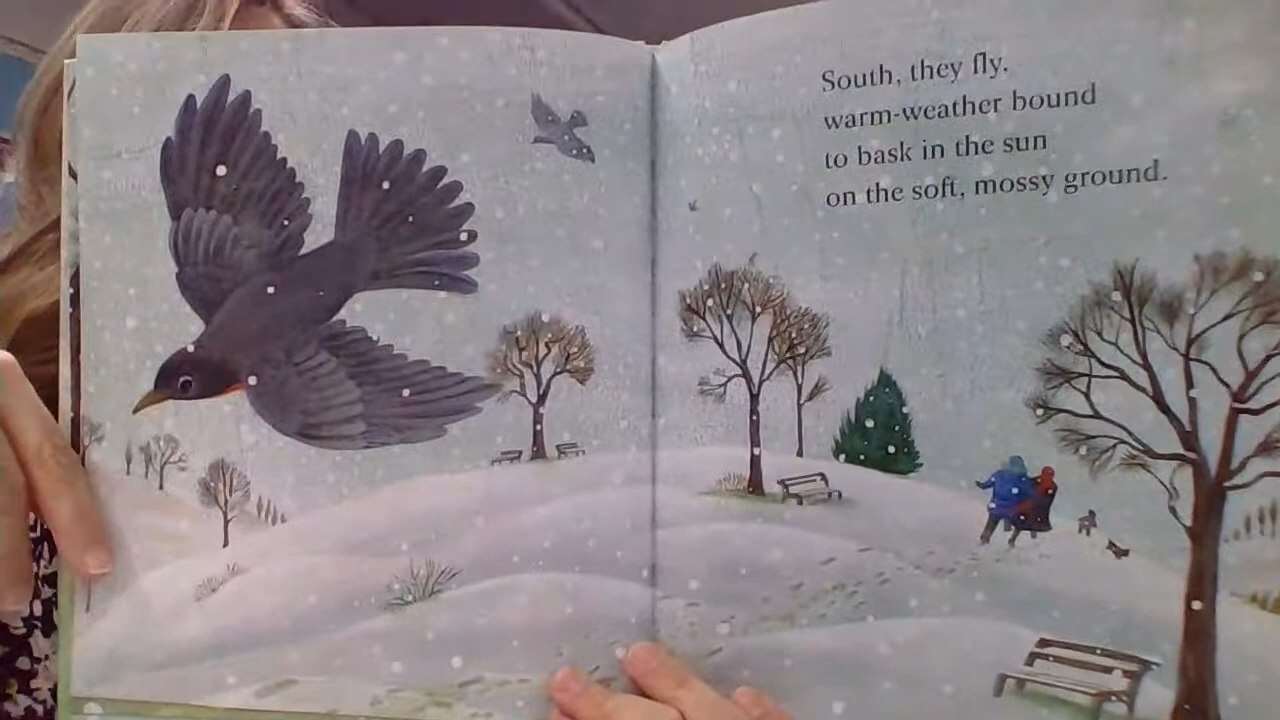 South, they fly,
warm-weather bound
to bask in the sun
on the soft, mossy ground.